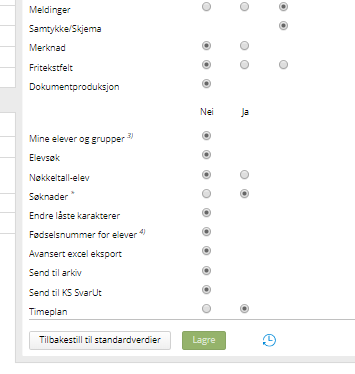 Meldinger
Samtykke/Skjema
Merknad
Fritekstfelt
Dokumentproduksjon
Nei Ja
Mine elever og grupper 3)
Elevsøk
Nøkkeltall-elev
Søknader *
Endre låste karakterer
Fødselsnummer for elever 4)
Avansert excel eksport
Send til arkiv
Send til KS SvarUt
Timeplan
Tilbakestill til standardverdier Lagre